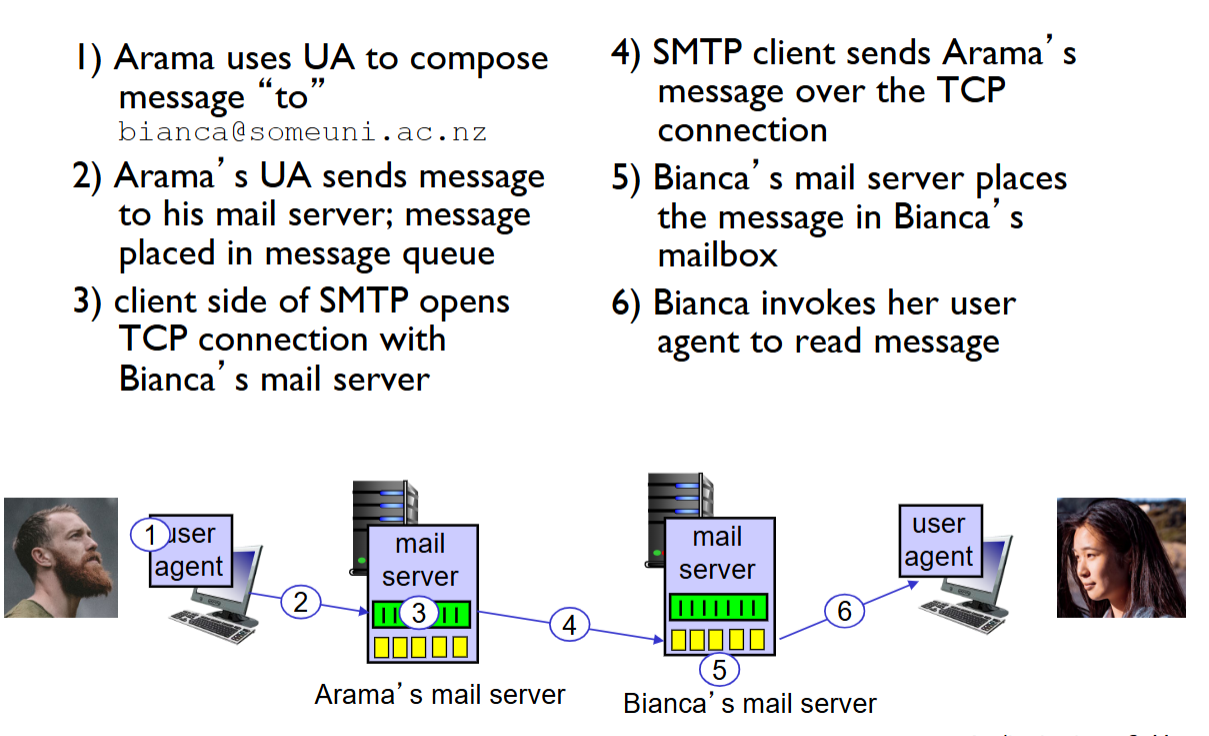 1) Arama uses UA to compose
message “to”
bianca@someuni.ac.nz
2) Arama’s UA sends message
to his mail server; message
placed in message queue
3) client side of SMTP opens
TCP connection with
Bianca’s mail server
4) SMTP client sends Arama’s
message over the TCP
connection
5) Bianca’s mail server places
the message in Bianca’s
mailbox
6) Bianca invokes her user
agent to read message
1
user
agent
2
mail
server
3
4
mail
server
5
6
user
agent
Arama’s mail server
Bianca’s mail server